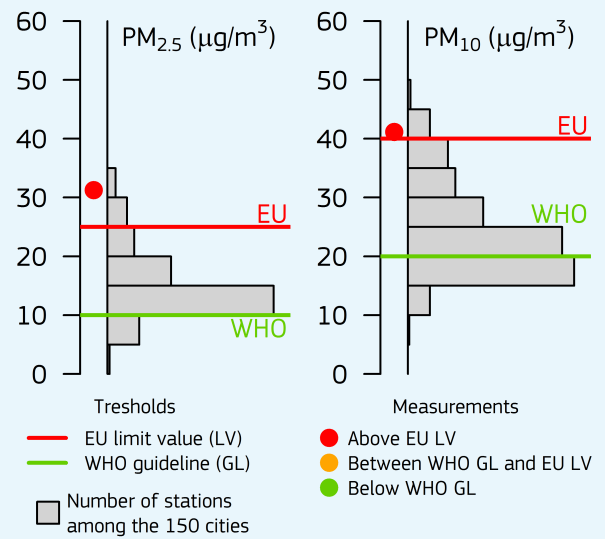 PM2.5 (μg/m³)
60
50
40
30
20
10
0
EU
WHO
PM10 (μg/m³)
60
50
40
30
20
10
0
EU
WHO
Tresholds
EU limit value (LV)
WHO guideline (GL)
Number of stations
among the 150 cities
Measurements
Above EU LV
Between WHO GL and EU LV
Below WHO GL